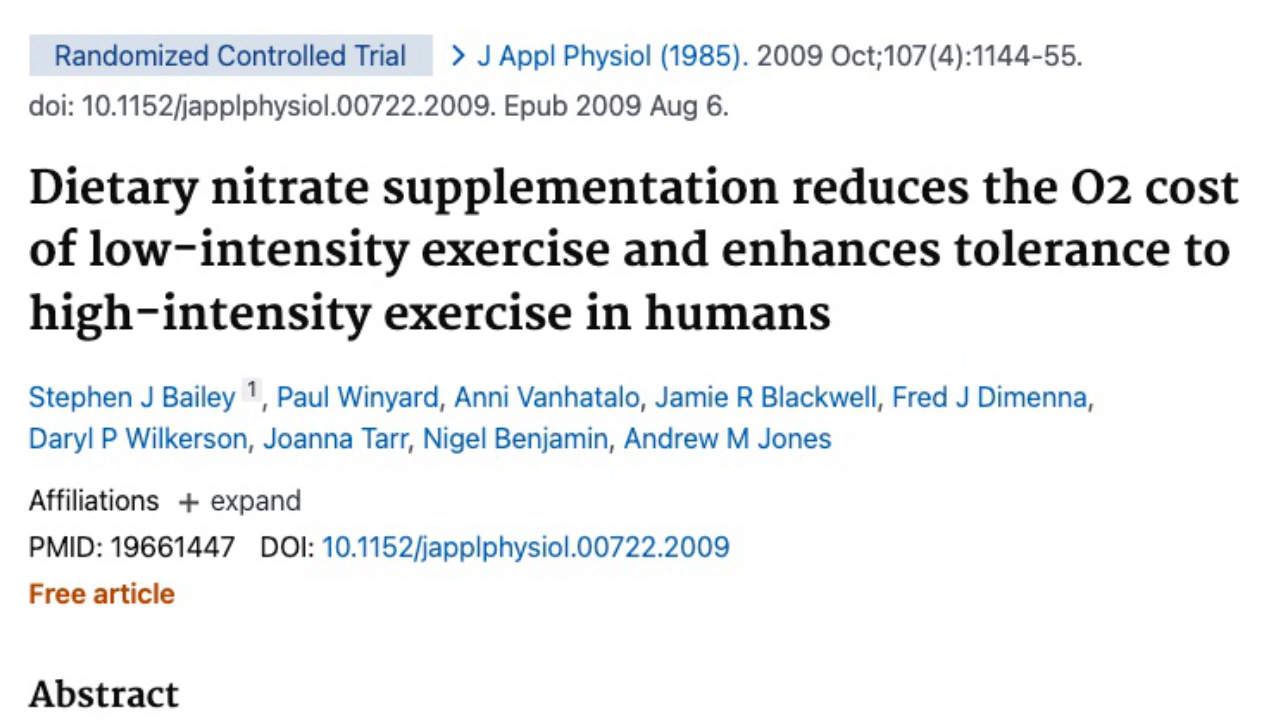 Randomized Controlled Trial > J Appl Physiol (1985). 2009 Oct;107(4):1144-55.
doi: 10.1152/japplphysiol.00722.2009. Epub 2009 Aug 6.
Dietary nitrate supplementation reduces the O2 cost
of low-intensity exercise and enhances tolerance to
high-intensity exercise in humans
Stephen J Bailey 1, Paul Winyard, Anni Vanhatalo, Jamie R Blackwell, Fred J Dimenna,
Daryl P Wilkerson, Joanna Tarr, Nigel Benjamin, Andrew M Jones
Affiliations + expand
PMID: 19661447 DOI: 10.1152/japplphysiol.00722.2009
Free article
Abstract